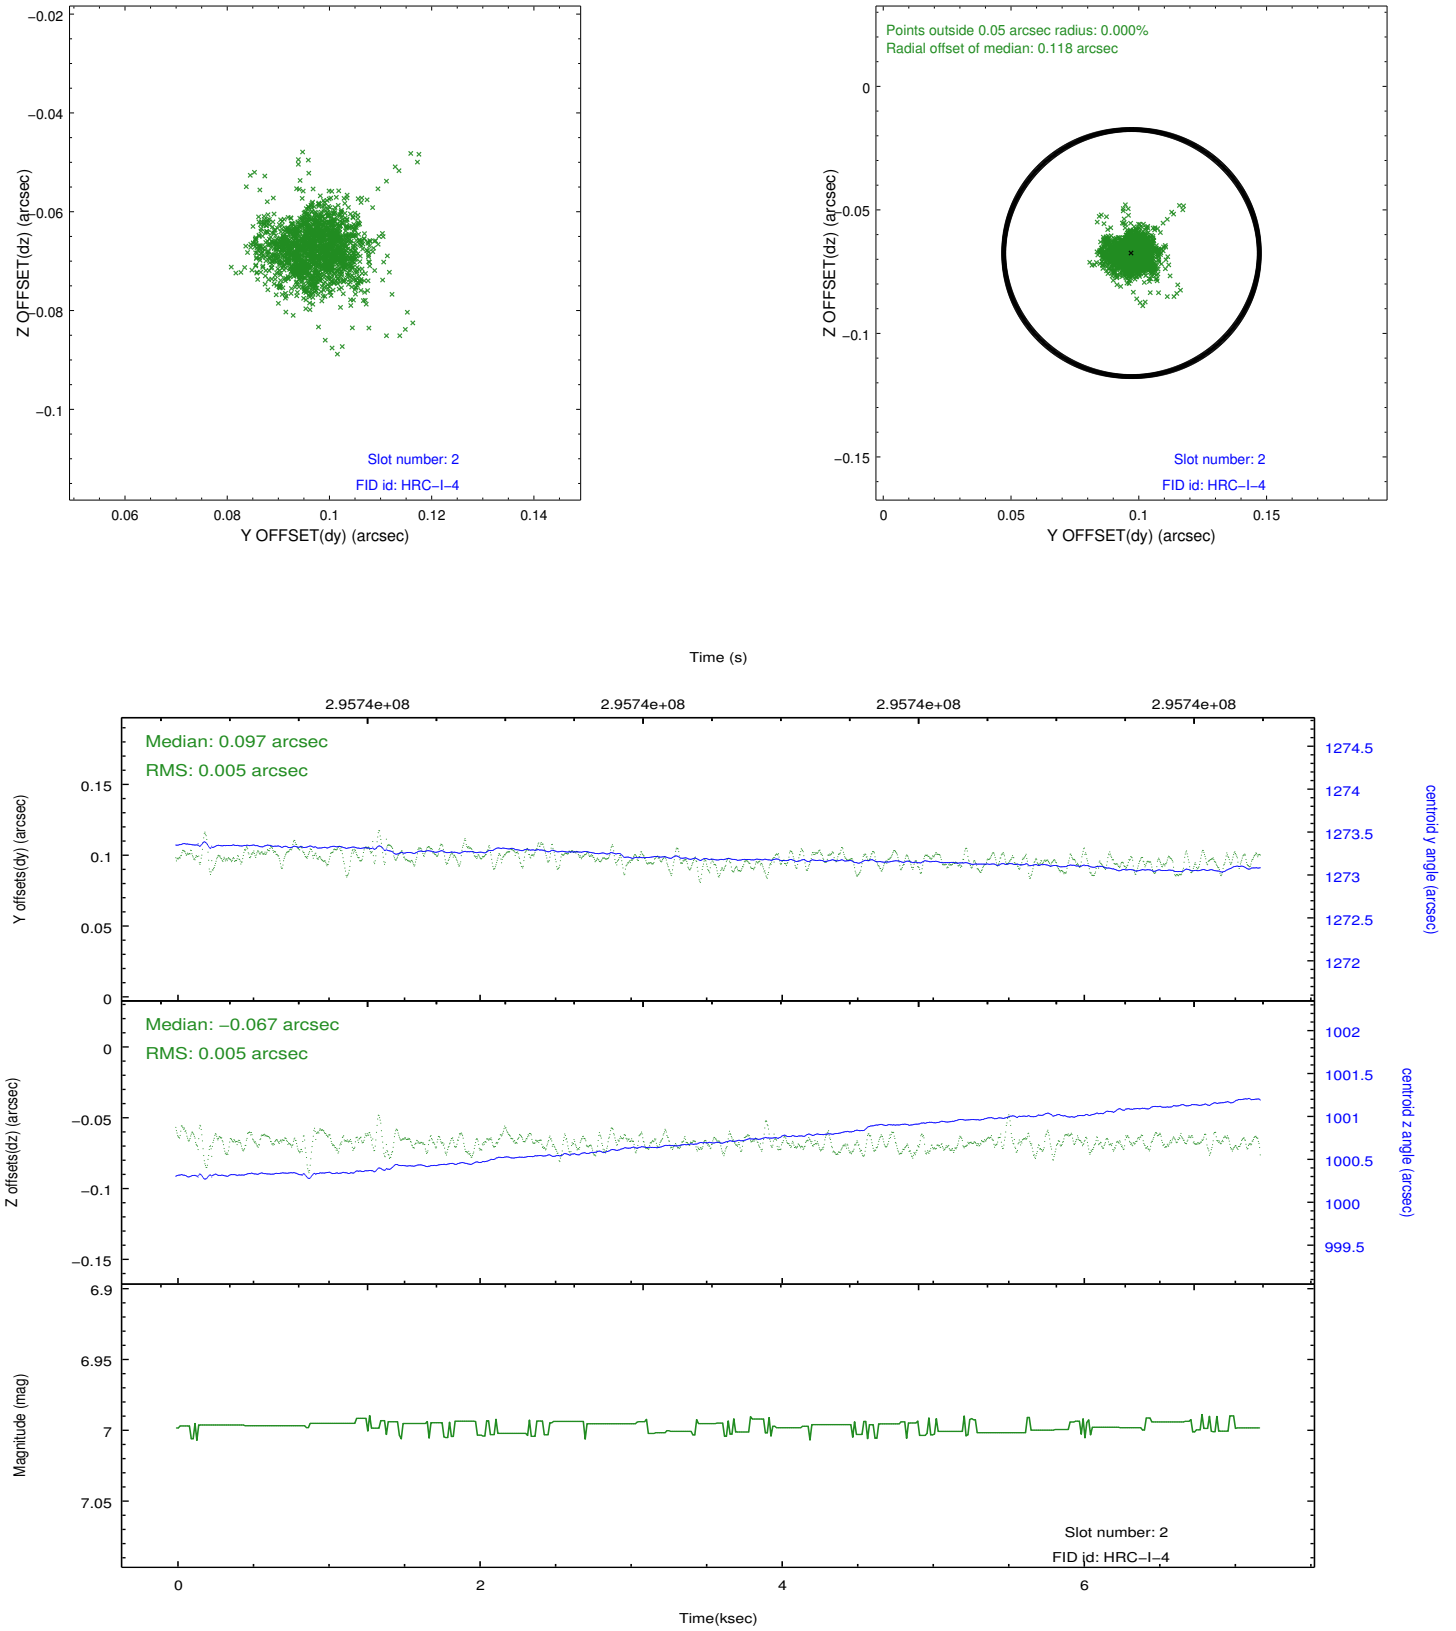 −0.02
−0.04
−0.06
−0.08
−0.1
Z OFFSET(dz) (arcsec)
Slot number: 2
FID id: HRC−I−4
0.06
0.08
0.1
0.12
0.14
Y OFFSET(dy) (arcsec)
Points outside 0.05 arcsec radius: 0.000%
Radial offset of median: 0.118 arcsec
0
−0.05
−0.1
−0.15
Z OFFSET(dz) (arcsec)
Slot number: 2
FID id: HRC−I−4
0
0.05
0.1
0.15
Y OFFSET(dy) (arcsec)
Time (s)
2.9574e+08
2.9574e+08
2.9574e+08
2.9574e+08
Median: 0.097 arcsec
RMS: 0.005 arcsec
0.15
0.1
0.05
0
Y offsets(dy) (arcsec)
1274.5
1274
1273.5
1273
1272.5
1272
centroid y angle (arcsec)
Median: −0.067 arcsec
RMS: 0.005 arcsec
0
−0.05
−0.1
−0.15
Z offsets(dz) (arcsec)
1002
1001.5
1001
1000.5
1000
999.5
centroid z angle (arcsec)
6.9
6.95
7
7.05
Magnitude (mag)
Slot number: 2
FID id: HRC−I−4
0
2
4
6
Time(ksec)